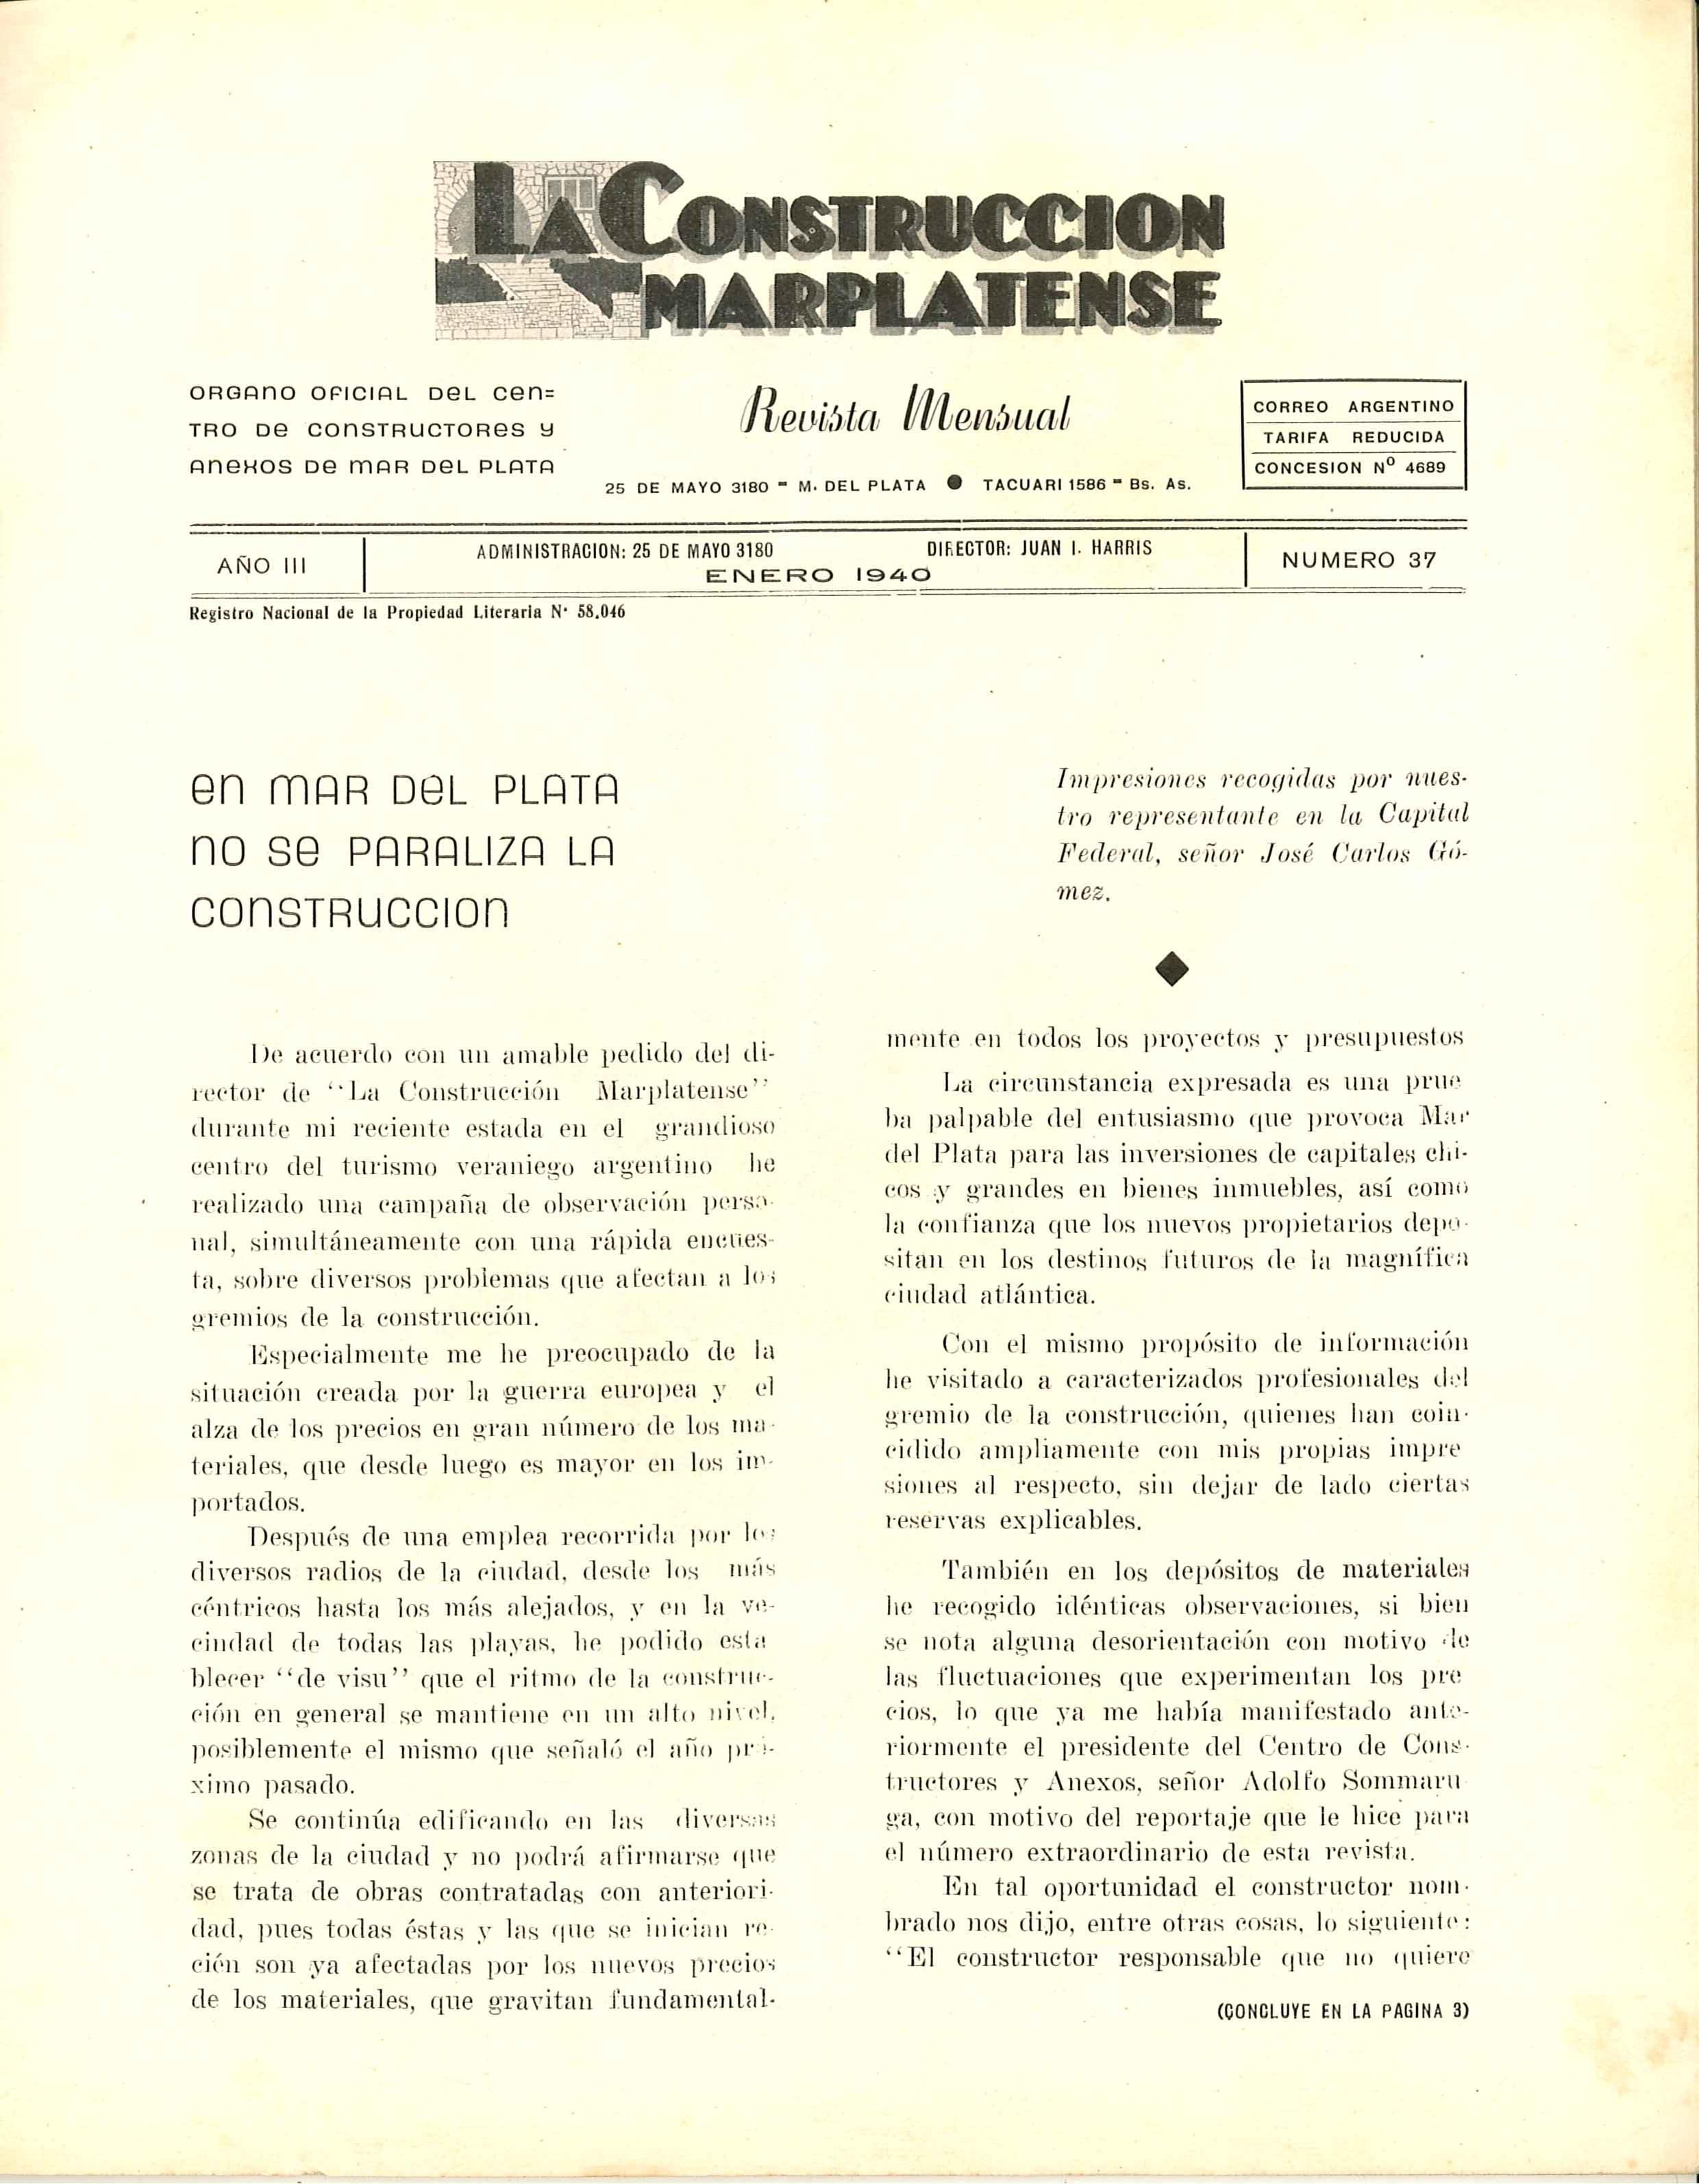 LA CONSTRUCCION
MARPLATENSE
ORGANO OFICIAL DEL CEN=
TRO DE CONSTRUCTORES Y
ANEXOS DE MAR DEL PLATA
Revista Mensual
25 DE MAYO 3180 - M. DEL PLATA ● TACUARI 1586 - Bs. As.
CORREO ARGENTINO
TARIFA REDUCIDA
CONCESION Nº 4689
AÑO III
ADMINISTRACION: 25 DE MAYO 3180 DIRECTOR: JUAN I. HARRIS
ENERO 1940
NUMERO 37
Registro Nacional de la Propiedad Literaria N· 58.046
EN MAR DEL PLATA
NO SE PARALIZA LA
CONSTRUCCION
Impresiones recogidas por nues-
tro representante en la Capital
Federal, señor José Carlos Gó-
mez.
De acuerdo con un amable pedido del di-
rector de "La Construcción Marplatense"
durante mi reciente estada en el grandioso
centro del turismo veraniego argentino he
realizado una campaña de observación perso-
nal, simultáneamente con una rápida encues-
ta, sobre diversos problemas que afectan a los
gremios de la construcción.
Especialmente me he preocupado de la
situación creada por la guerra europea y el
alza de los precios en gran número de los ma-
teriales, que desde luego es mayor en los im-
portados.
Después de una emplea recorrida por los
diversos radios de la ciudad, desde los más
céntricos hasta los más alejados, y en la ve-
cindad de todas las playas, he podido esta
blecer "de visu" que el ritmo de la construc-
ción en general se mantiene en un alto nivel,
posiblemente el mismo que señaló el año pró-
ximo pasado.
Se continúa edificando en las diversas
zonas de la ciudad y no podrá afirmarse que
se trata de obras contratadas con anteriori-
dad, pues todas éstas y las que se inician re-
cién son ya afectadas por los nuevos precios
de los materiales, que gravitan fundamental-
mente en todos los proyectos y presupuestos
La circunstancia expresada es una prue
ba palpable del entusiasmo que provoca Mar
del Plata para las inversiones de capitales chi-
cos y grandes en bienes inmuebles, así como
la confianza que los nuevos propietarios depo-
sitan en los destinos futuros de la magnífica
ciudad atlántica.
Con el mismo propósito de información
he visitado a caracterizados profesionales del
gremio de la construcción, quienes han coin-
cidido ampliamente con mis propias impre
siones al respecto, sin dejar de lado ciertas
reservas explicables.
También en los depósitos de materiales
he recogido idénticas observaciones, si bien
se nota alguna desorientación con motivo de
las fluctuaciones que experimentan los pre
cios, lo que ya me había manifestado ante-
riormente el presidente del Centro de Cons-
tructores y Anexos, señor Adolfo Sommaru
ga, con motivo del reportaje que le hice para
el número extraordinario de esta revista.
En tal oportunidad el constructor nom-
brado nos dijo, entre otras cosas, lo siguiente:
"El constructor responsable que no quiere
(CONCLUYE EN LA PAGINA 3)